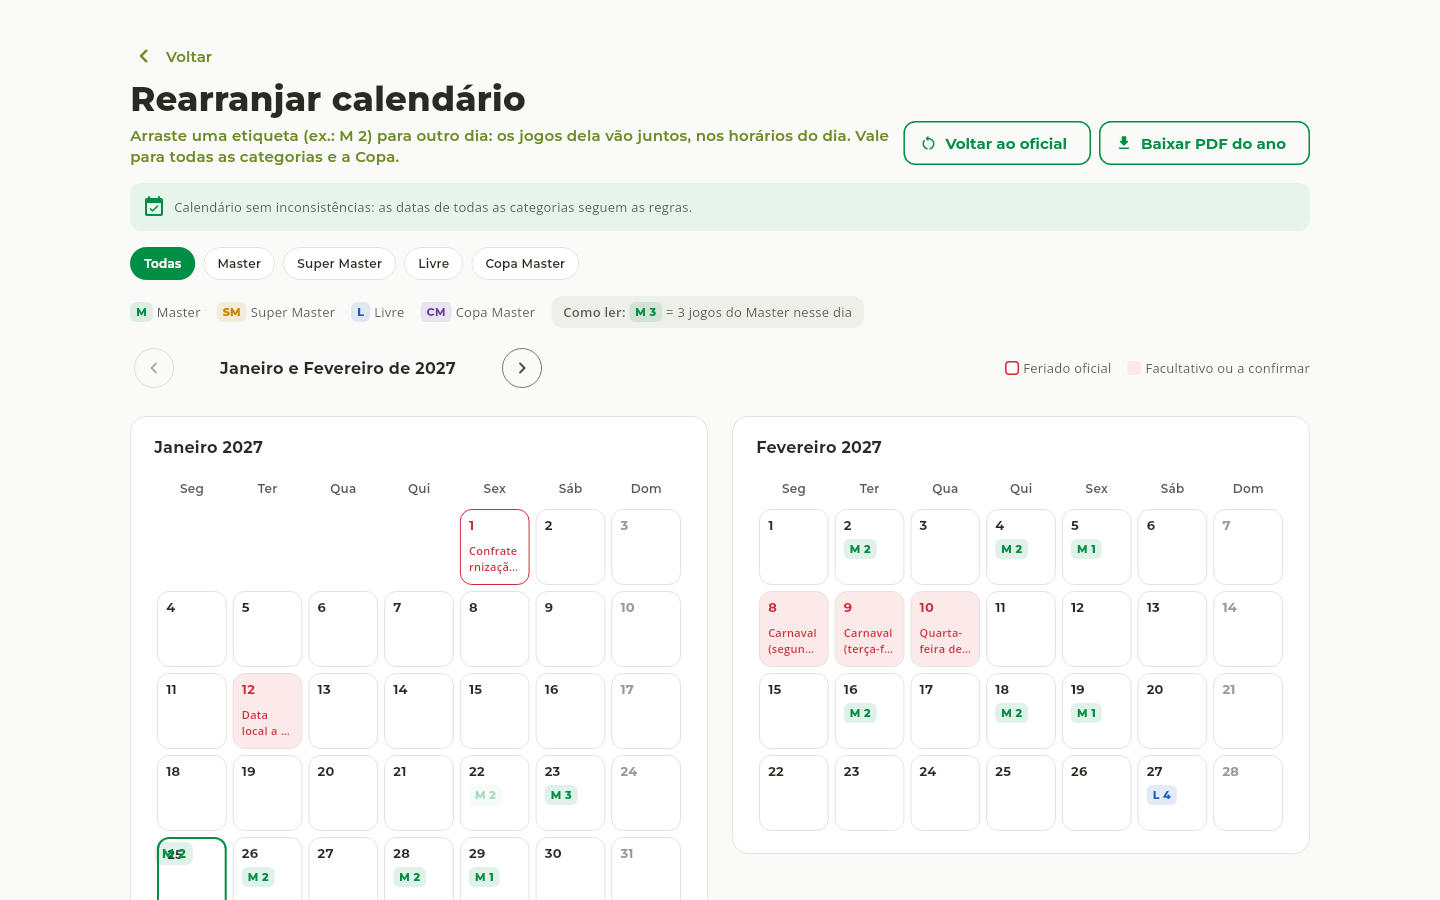 Voltar
Rearranjar calendário
Arraste uma etiqueta (ex.: M 2) para outro dia: os jogos dela vão juntos, nos horários do dia. Vale
para todas as categorias e a Copa.
Voltar ao oficial
Baixar PDF do ano
Calendário sem inconsistências: as datas de todas as categorias seguem as regras.
Todas Master Super Master Livre Copa Master
M Master SM Super Master L Livre CM Copa Master Como ler: M 3 = 3 jogos do Master nesse dia
Janeiro e Fevereiro de 2027
Feriado oficial Facultativo ou a confirmar
Janeiro 2027
Seg Ter Qua Qui Sex Sáb Dom
1 2 3
Confrate
rnizaçã...
4 5 6 7 8 9 10
11 12 13 14 15 16 17
Data
local a ...
18 19 20 21 22 23 24
M 2 M 3
25 26 27 28 29 30 31
M 2 M 2 M 2 M 1
Fevereiro 2027
Seg Ter Qua Qui Sex Sáb Dom
1 2 3 4 5 6 7
M 2 M 2 M 1
8 9 10 11 12 13 14
Carnaval Carnaval Quarta-
(segun... (terça-f... feira de...
15 16 17 18 19 20 21
M 2 M 2 M 1
22 23 24 25 26 27 28
L 4